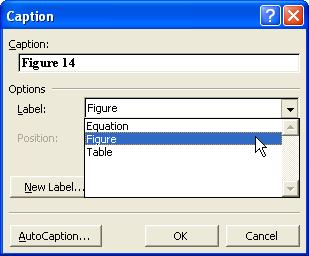 Caption
Caption:
Figure 14
Options
Label:
Figure
Equation
Figure
Table
Position:
New Label...
AutoCaption...
OK
Cancel